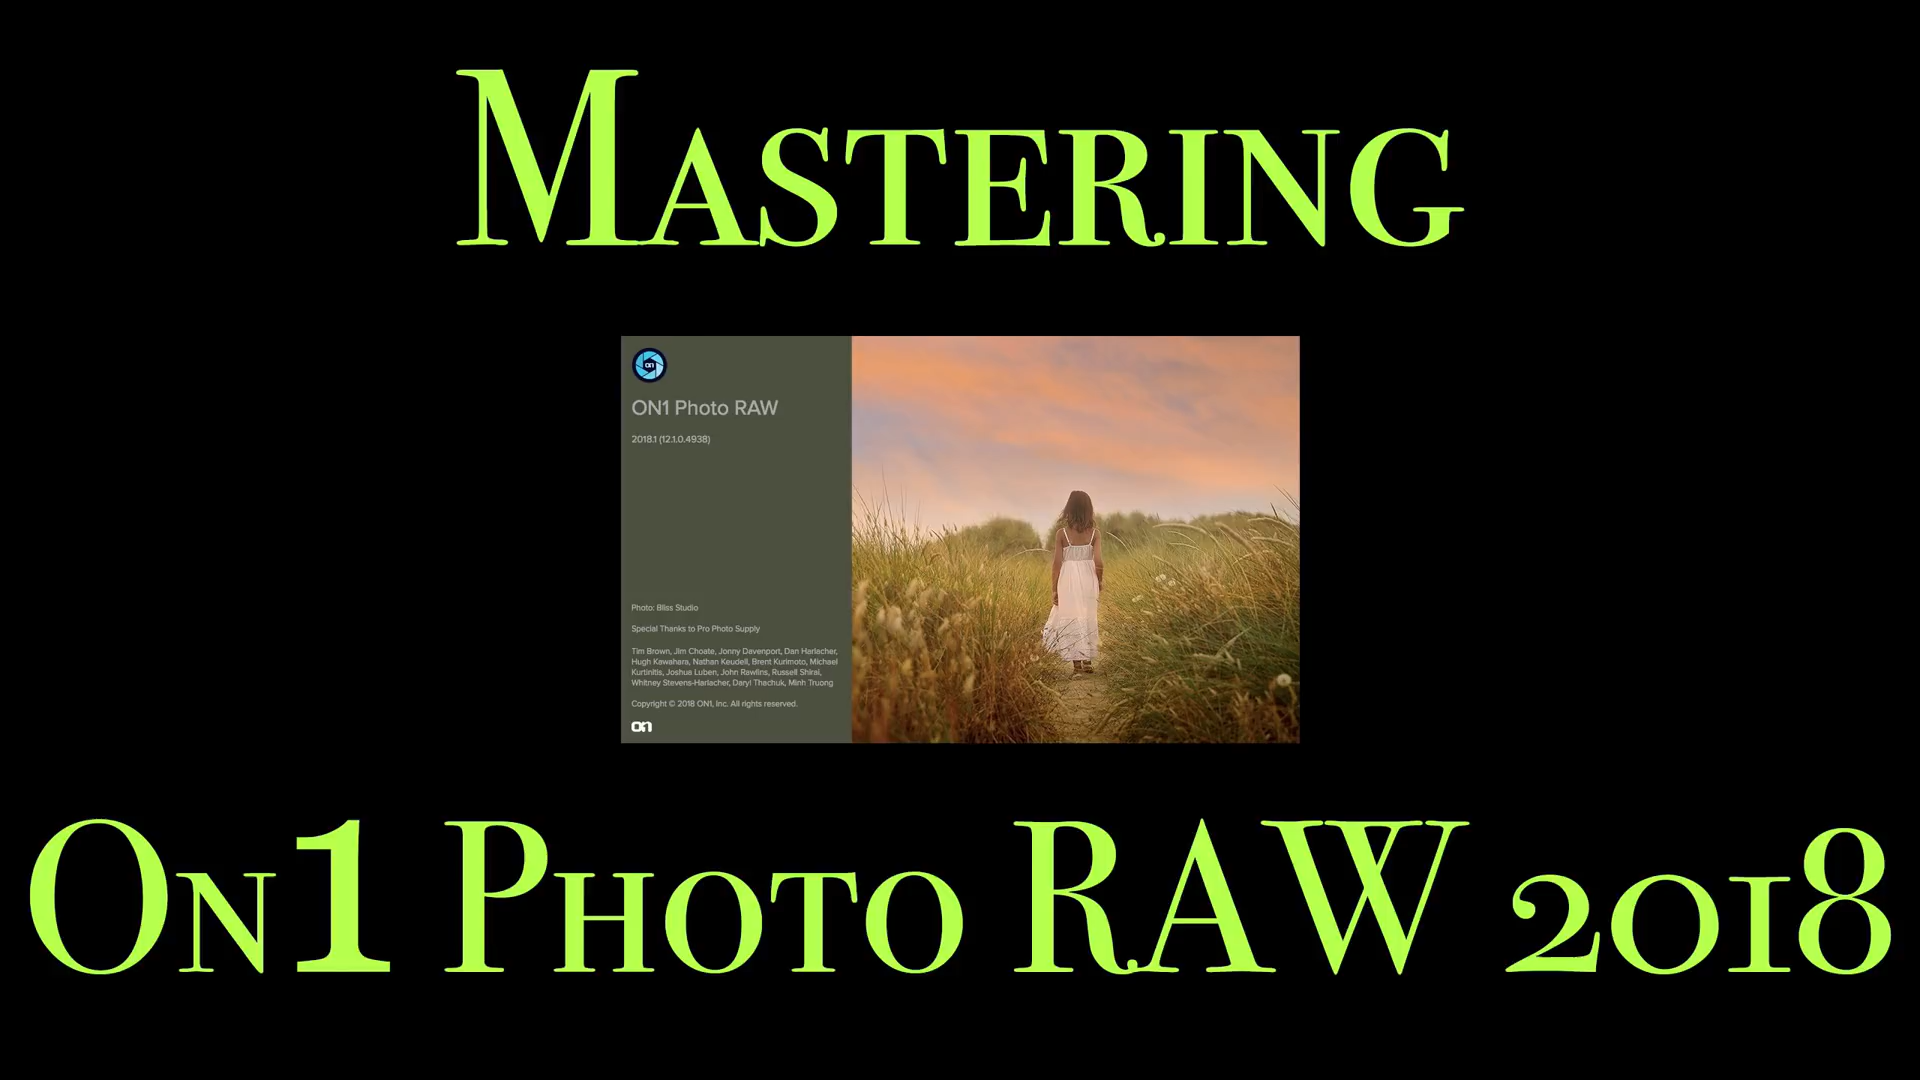 Mastering
ON1
ON1 Photo RAW
2018.1 (12.1.0.4938)
Photo: Bliss Studio
Special Thanks to Pro Photo Supply
Tim Brown, Jim Choate, Jonny Davenport, Dan Harlacher,
Hugh Kawahara, Nathan Keudell, Brent Kurimoto, Michael
Kurtinitis, Joshua Luben, John Rawlins, Russell Shirai,
Whitney Stevens-Harlacher, Daryl Thachuk, Minh Truong
Copyright © 2018 ON1, Inc. All rights reserved.
on1
On1 Photo RAW 2018